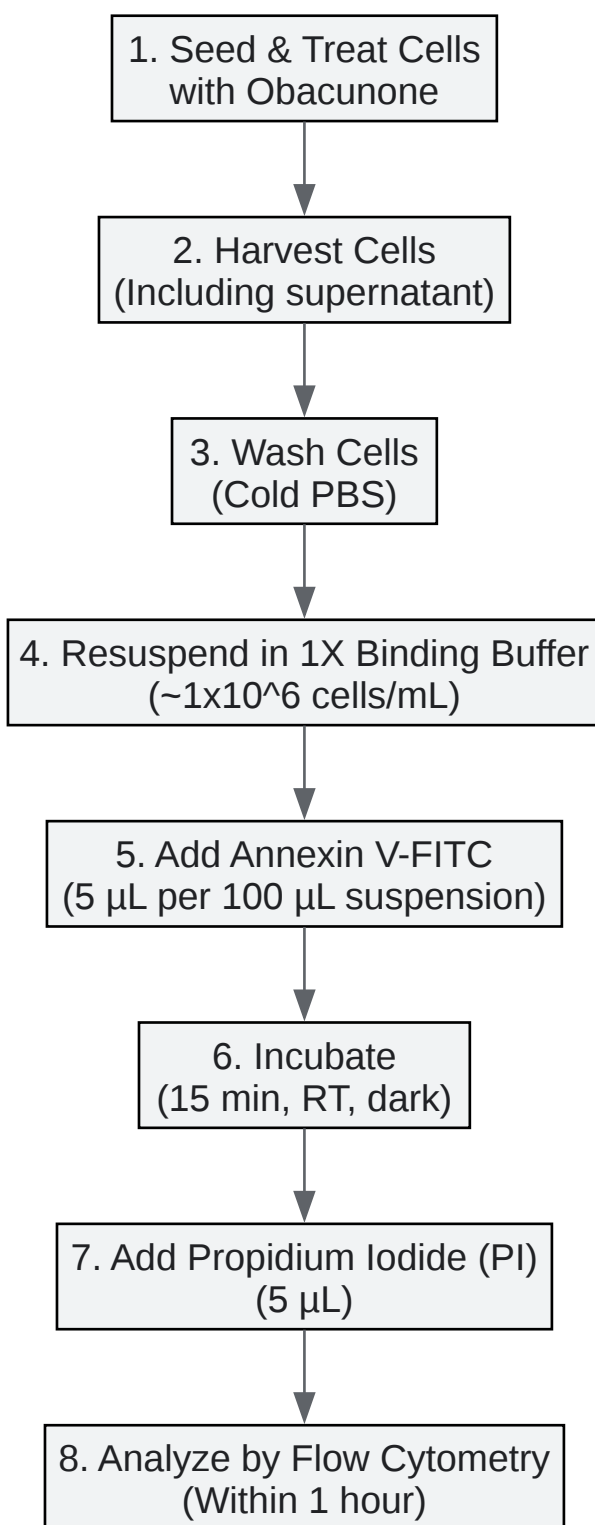 1. Seed & Treat Cells
with Obacunone
2. Harvest Cells
(Including supernatant)
3. Wash Cells
(Cold PBS)
4. Resuspend in 1X Binding Buffer
(~1x10^6 cells/mL)
5. Add Annexin V-FITC
(5 µL per 100 µL suspension)
6. Incubate
(15 min, RT, dark)
7. Add Propidium Iodide (PI)
(5 µL)
8. Analyze by Flow Cytometry
(Within 1 hour)